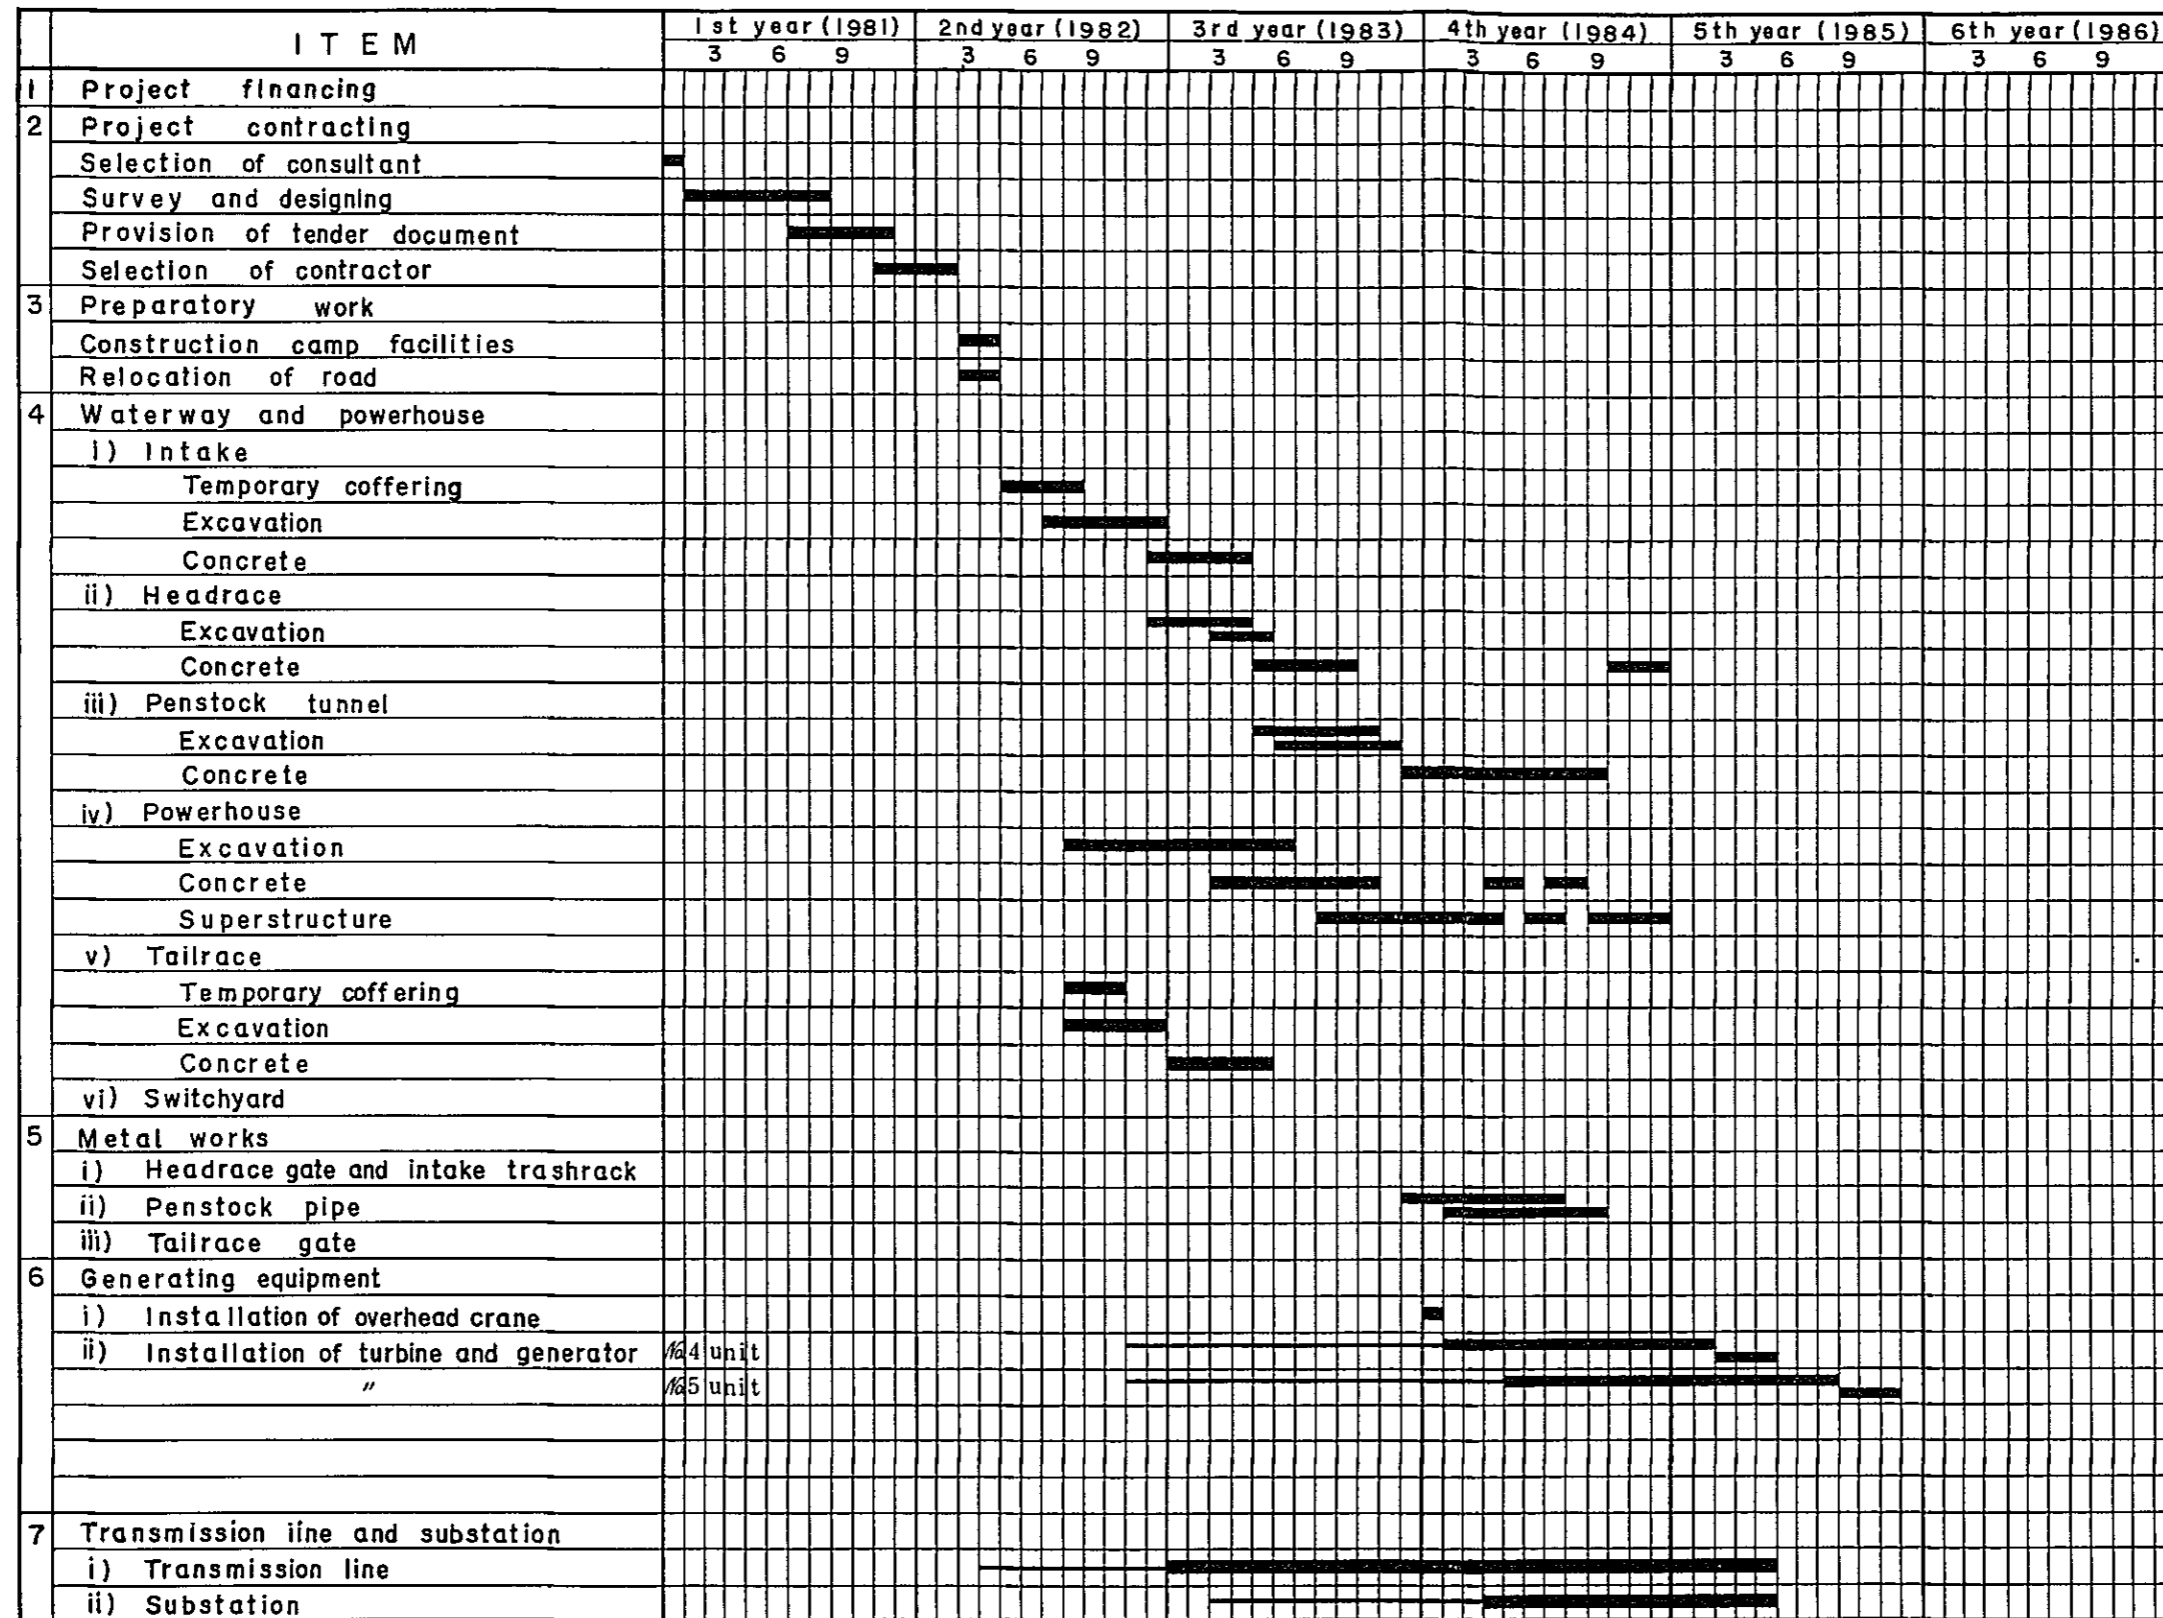 ITEM
1st year (1981) 2nd year (1982) 3rd year (1983) 4th year (1984) 5th year (1985) 6th year (1986)
3 6 9 3 6 9 3 6 9 3 6 9 3 6 9 3 6 9
1 Project financing
2 Project contracting
Selection of consultant
Survey and designing
Provision of tender document
Selection of contractor
3 Preparatory work
Construction camp facilities
Relocation of road
4 Waterway and powerhouse
i) Intake
Temporary coffering
Excavation
Concrete
ii) Headrace
Excavation
Concrete
iii) Penstock tunnel
Excavation
Concrete
iv) Powerhouse
Excavation
Concrete
Superstructure
v) Tailrace
Temporary coffering
Excavation
Concrete
vi) Switchyard
5 Metal works
i) Headrace gate and intake trashrack
ii) Penstock pipe
iii) Tailrace gate
6 Generating equipment
i) Installation of overhead crane
ii) Installation of turbine and generator № 4 unit
〃 № 5 unit
7 Transmission line and substation
i) Transmission line
ii) Substation